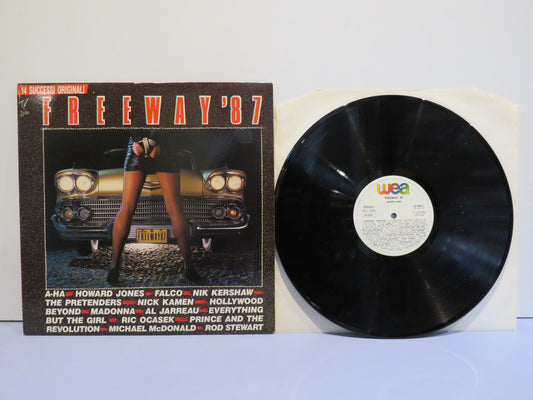 14 SUCCESSI ORIGINALI
FREEWAY '87
FREEWAY87
A-HA HOWARD JONES FALCO NIK KERSHAW
THE PRETENDERS NICK KAMEN HOLLYWOOD
BEYOND MADONNA AL JARREAU EVERYTHING
BUT THE GIRL RIC OCASEK PRINCE AND THE
REVOLUTION MICHAEL McDONALD ROD STEWART
wea
FREEWAY 87